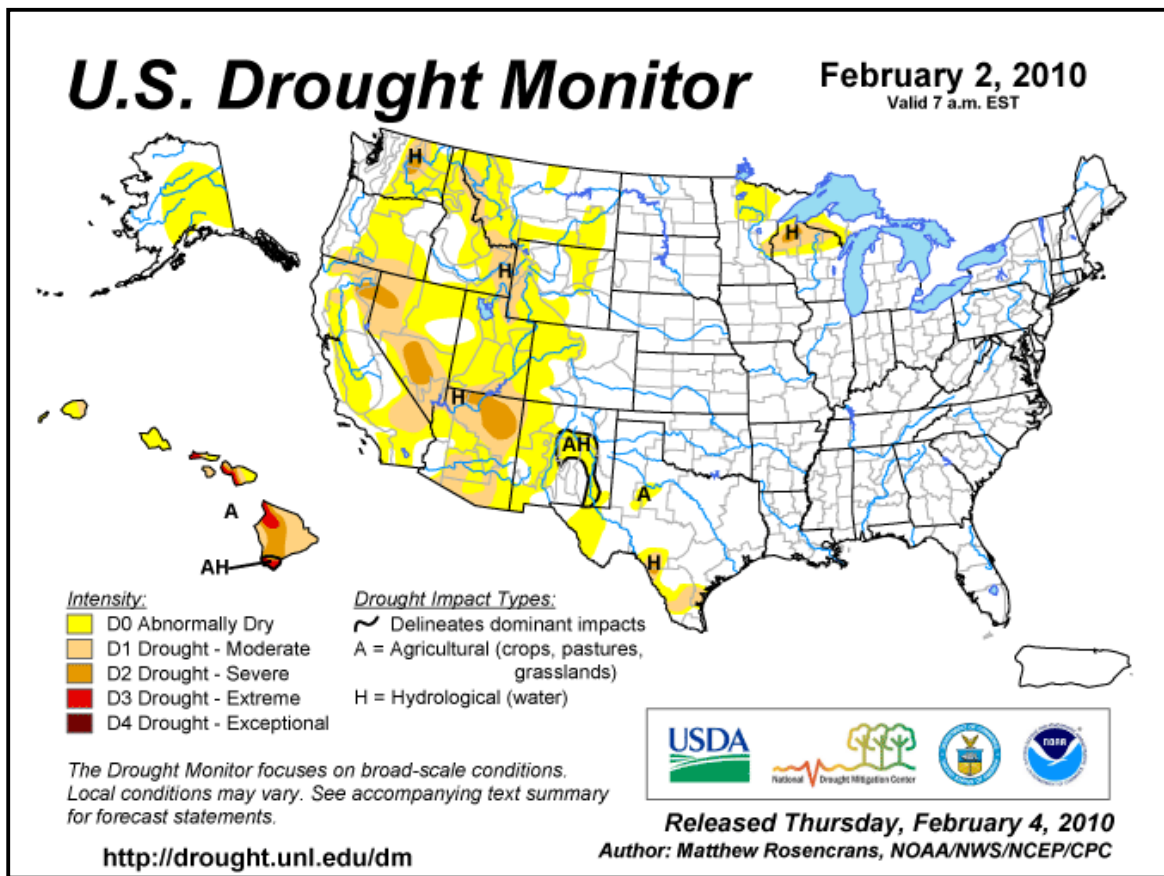 U.S. Drought Monitor
February 2, 2010
Valid 7 a.m. EST
H
H
H
H
AH
A
H
A
AH
Intensity:
D0 Abnormally Dry
D1 Drought - Moderate
D2 Drought - Severe
D3 Drought - Extreme
D4 Drought - Exceptional
Drought Impact Types:
Delineates dominant impacts
A = Agricultural (crops, pastures,
grasslands)
H = Hydrological (water)
The Drought Monitor focuses on broad-scale conditions.
Local conditions may vary. See accompanying text summary
for forecast statements.
http://drought.unl.edu/dm
USDA
National Drought Mitigation Center
NOAA
Released Thursday, February 4, 2010
Author: Matthew Rosencrans, NOAA/NWS/NCEP/CPC